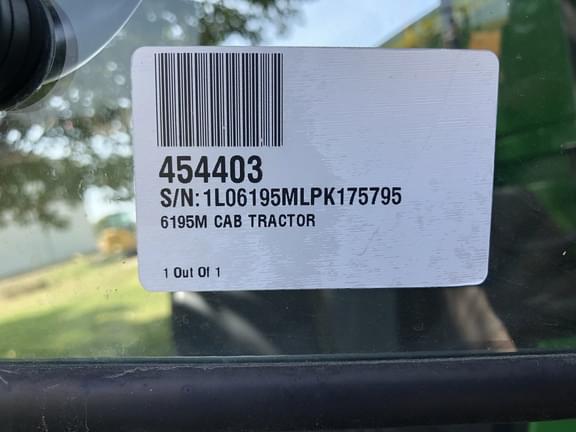 454403
S/N: 1L06195MLPK175795
6195M CAB TRACTOR
1 Out Of 1